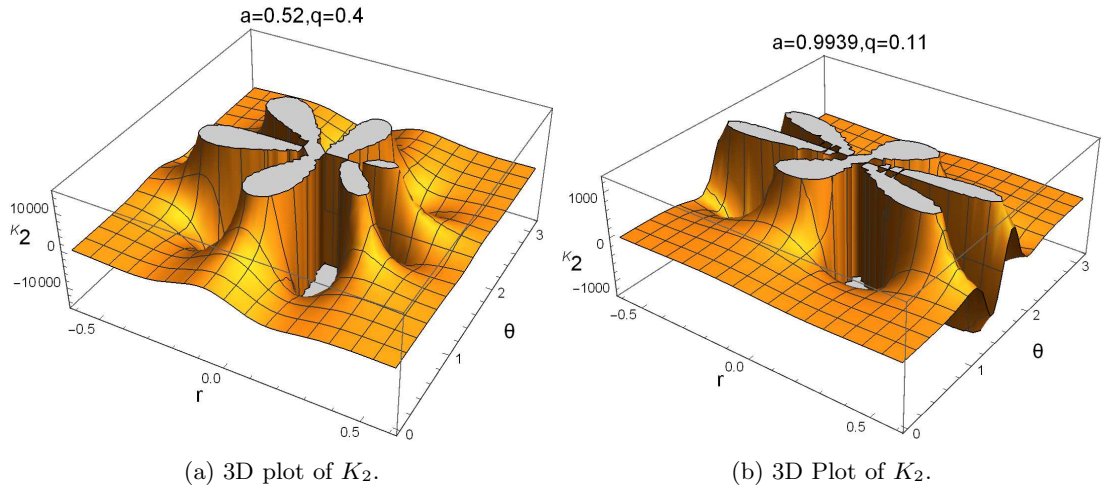 a=0.52,q=0.4
10000
K2
0
−10000
−0.5
0.0
r
0.5
0
1
2
3
θ
(a) 3D plot of K₂.
a=0.9939,q=0.11
1000
0
K2
−1000
−0.5
0.0
r
0.5
0
1
2
3
θ
(b) 3D Plot of K₂.